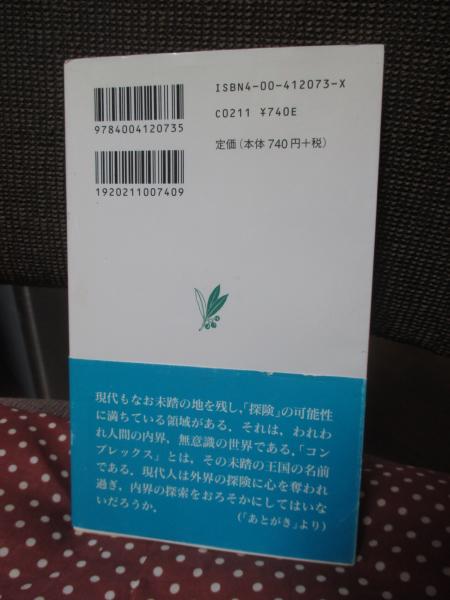 ISBN4-00-412073-X
C0211 ¥740E
定価(本体 740 円+税)
9784004120735
1920211007409
現代もなお未踏の地を残し,「探険」の可能性
に満ちている領域がある. それは, われわ
れ人間の内界, 無意識の世界である.「コン
プレックス」とは, その未踏の王国の名前
である. 現代人は外界の探険に心を奪われ
過ぎ, 内界の探索をおろそかにしてはいな
いだろうか.
(「あとがき」より)